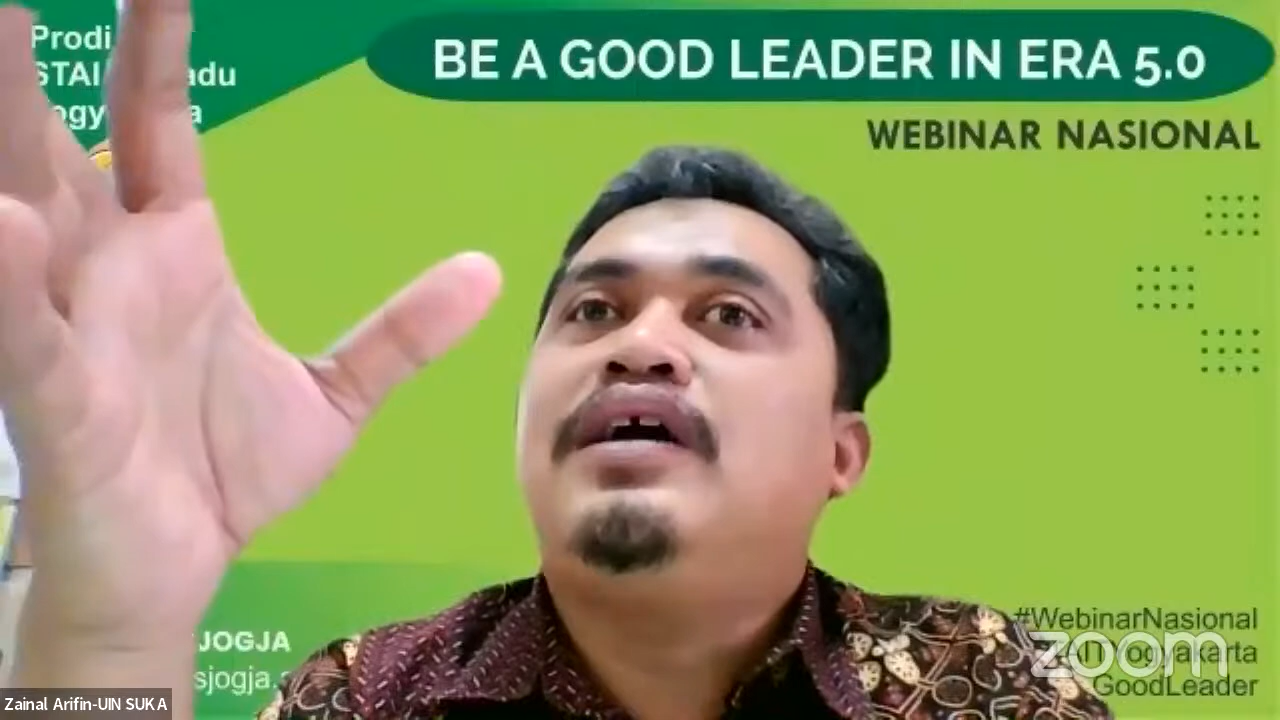 Prodi
STAI
BE A GOOD LEADER IN ERA 5.0
WEBINAR NASIONAL
JOGJA
#WebinarNasional
Yogyakarta
GoodLeader
zoom
Zainal Arifin-UIN SUKA